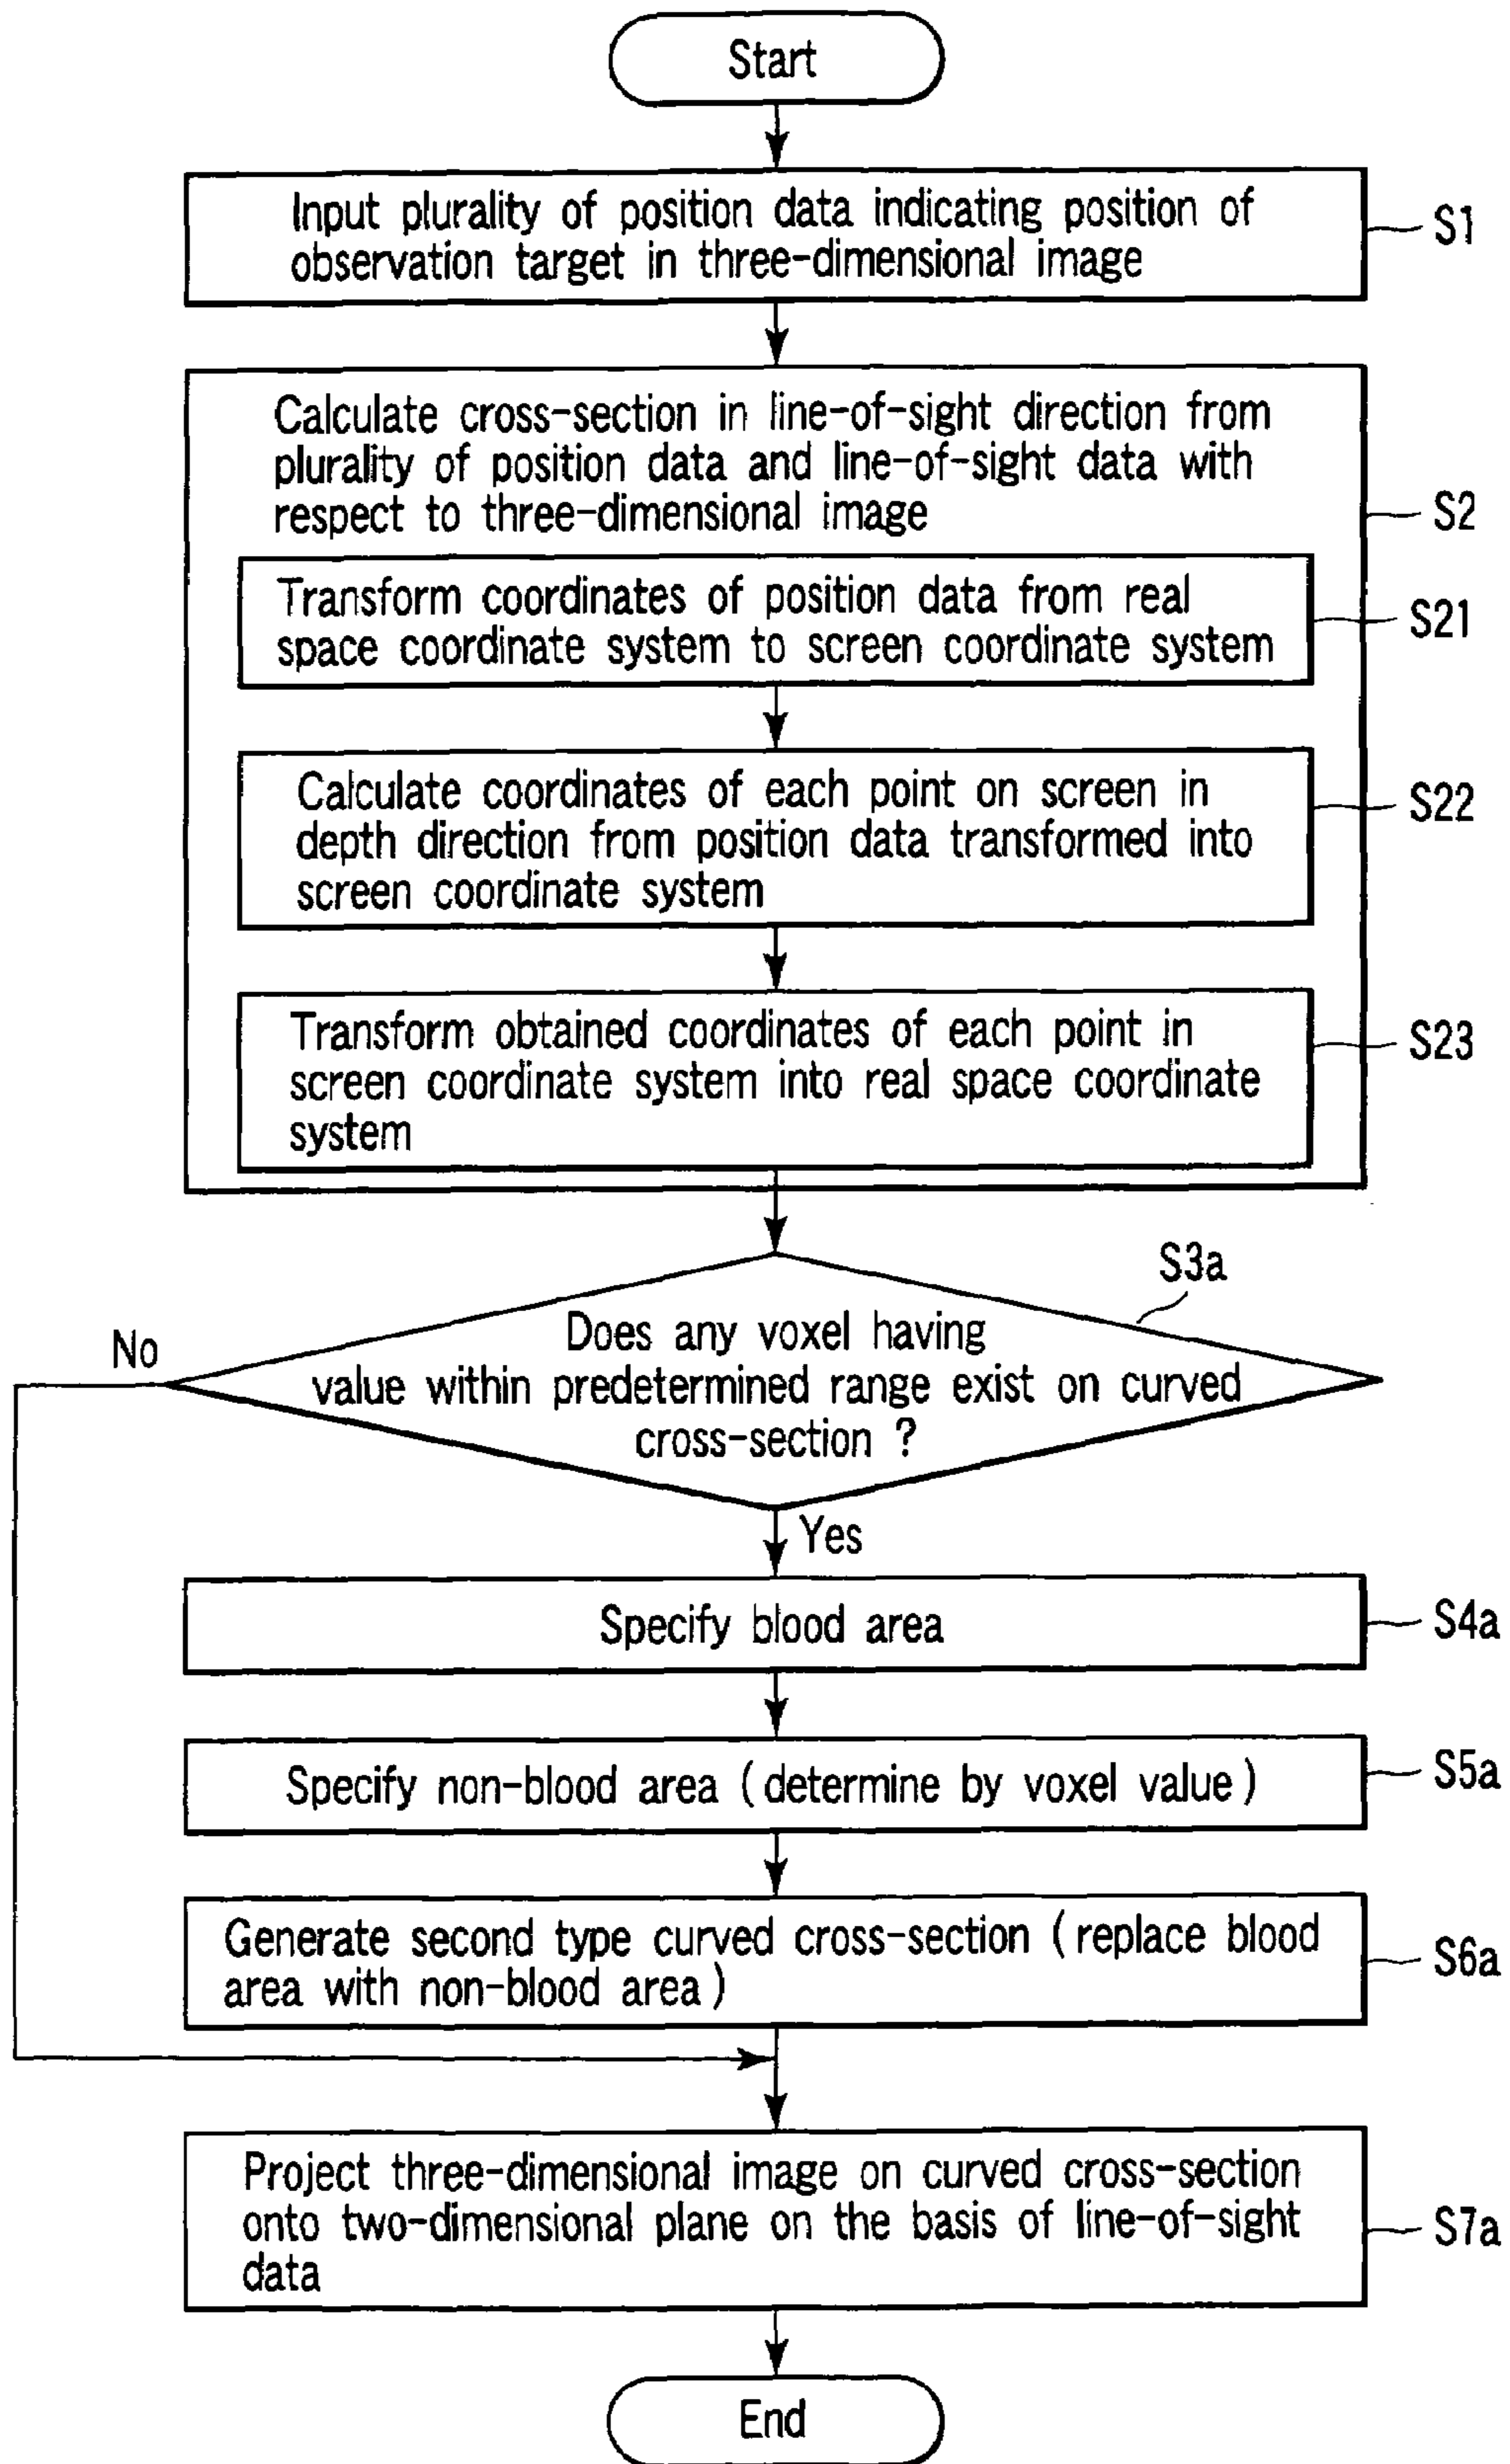 Start
Input plurality of position data indicating position of
observation target in three-dimensional image
S1
Calculate cross-section in line-of-sight direction from
plurality of position data and line-of-sight data with
respect to three-dimensional image
S2
Transform coordinates of position data from real
space coordinate system to screen coordinate system
S21
Calculate coordinates of each point on screen in
depth direction from position data transformed into
screen coordinate system
S22
Transform obtained coordinates of each point in
screen coordinate system into real space coordinate
system
S23
S3a
No
Does any voxel having
value within predetermined range exist on curved
cross-section ?
Yes
Specify blood area
S4a
Specify non-blood area (determine by voxel value)
S5a
Generate second type curved cross-section (replace blood
area with non-blood area)
S6a
Project three-dimensional image on curved cross-section
onto two-dimensional plane on the basis of line-of-sight
data
S7a
End